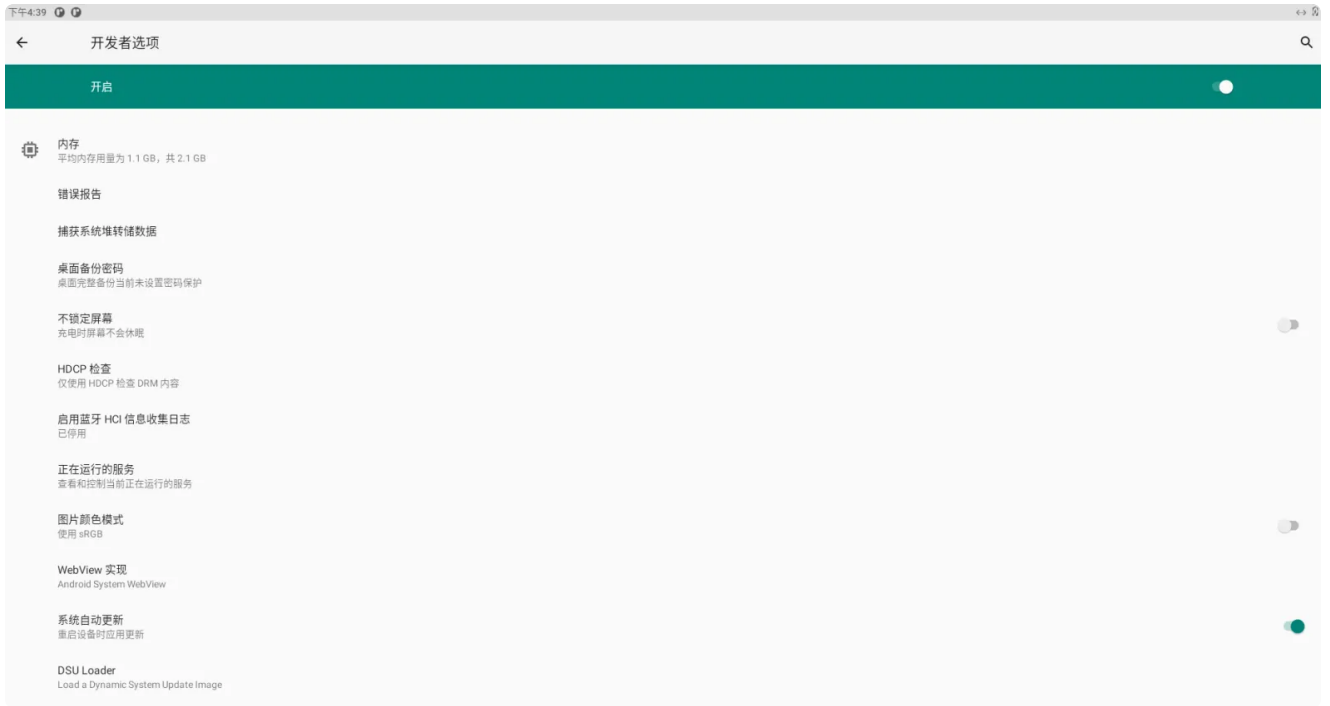 下午4:39
开发者选项
开启
内存
平均内存用量为 1.1 GB，共 2.1 GB
错误报告
捕获系统堆转储数据
桌面备份密码
桌面完整备份当前未设置密码保护
不锁定屏幕
充电时屏幕不会休眠
HDCP 检查
仅使用 HDCP 检查 DRM 内容
启用蓝牙 HCI 信息收集日志
已停用
正在运行的服务
查看和控制当前正在运行的服务
图片颜色模式
使用 sRGB
WebView 实现
Android System WebView
系统自动更新
重启设备时应用更新
DSU Loader
Load a Dynamic System Update Image